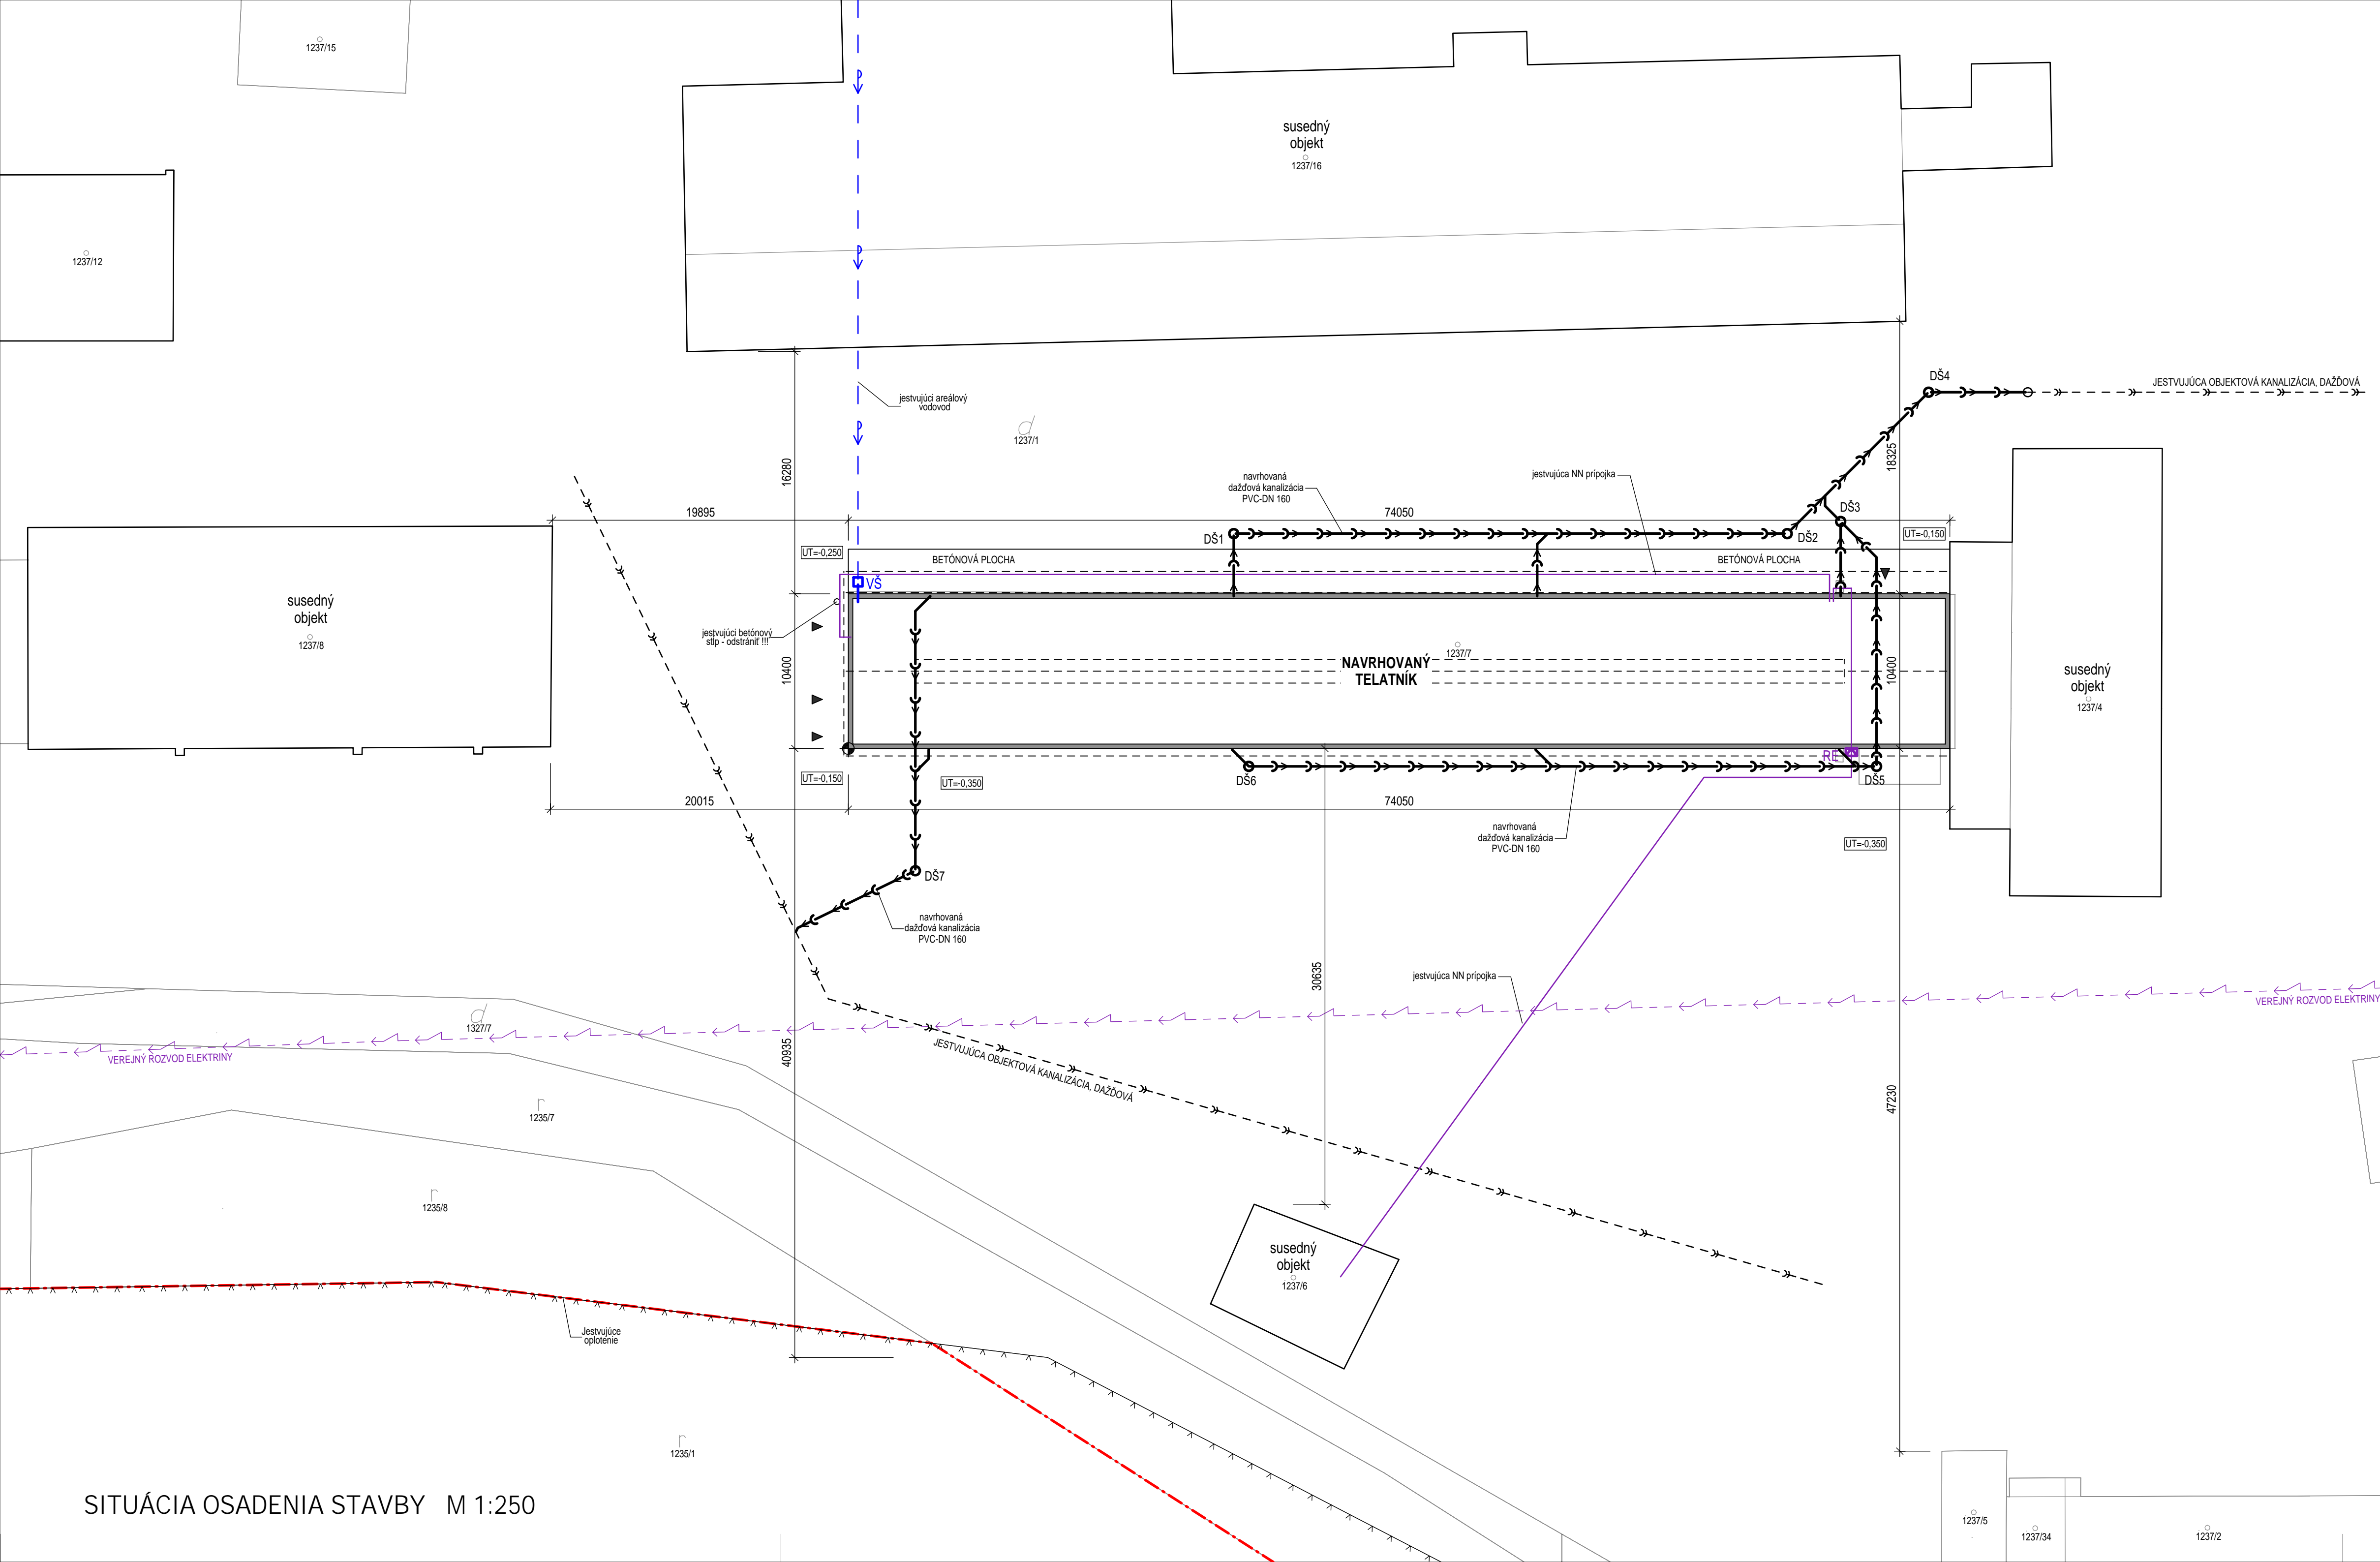 1237/15
susedný
objekt
1237/16
1237/12
JESTVUJÚCA OBJEKTOVÁ KANALIZÁCIA, DAŽĎOVÁ
DŠ4
jestvujúci areálový
vodovod
1237/1
16280
18325
navrhovaná
dažďová kanalizácia
PVC-DN 160
jestvujúca NN prípojka
19895
74050
DŠ3
DŠ1
DŠ2
UT=-0,150
UT=-0,250
BETÓNOVÁ PLOCHA
BETÓNOVÁ PLOCHA
VŠ
susedný
objekt
1237/8
jestvujúci betónový
stlp - odstrániť !!!
10400
1237/7
NAVRHOVANÝ
TELATNÍK
10400
susedný
objekt
1237/4
RE
UT=-0,150
UT=-0,350
DŠ6
DŠ5
20015
74050
navrhovaná
dažďová kanalizácia
PVC-DN 160
UT=-0,350
DŠ7
navrhovaná
dažďová kanalizácia
PVC-DN 160
30635
jestvujúca NN prípojka
VEREJNÝ ROZVOD ELEKTRINY
1327/7
VEREJNÝ ROZVOD ELEKTRINY
40935
JESTVUJÚCA OBJEKTOVÁ KANALIZÁCIA, DAŽĎOVÁ
47230
1235/7
1235/8
susedný
objekt
1237/6
Jestvujúce
oplotenie
1235/1
SITUÁCIA OSADENIA STAVBY M 1:250
1237/5
1237/34
1237/2